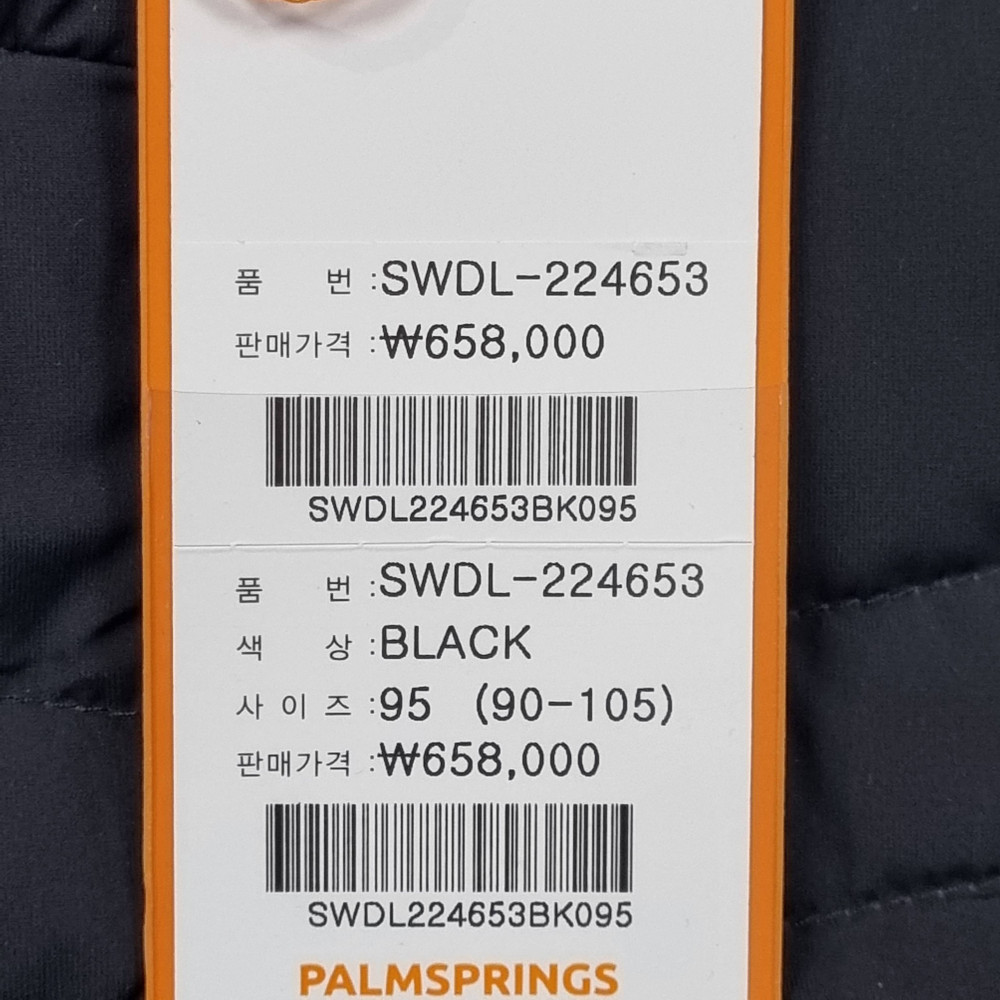 품 번 :SWDL-224653
판매가격 :₩658,000
SWDL224653BK095
품 번 :SWDL-224653
색 상 :BLACK
사 이 즈 :95 (90-105)
판매가격 :₩658,000
SWDL224653BK095
PALMSPRINGS